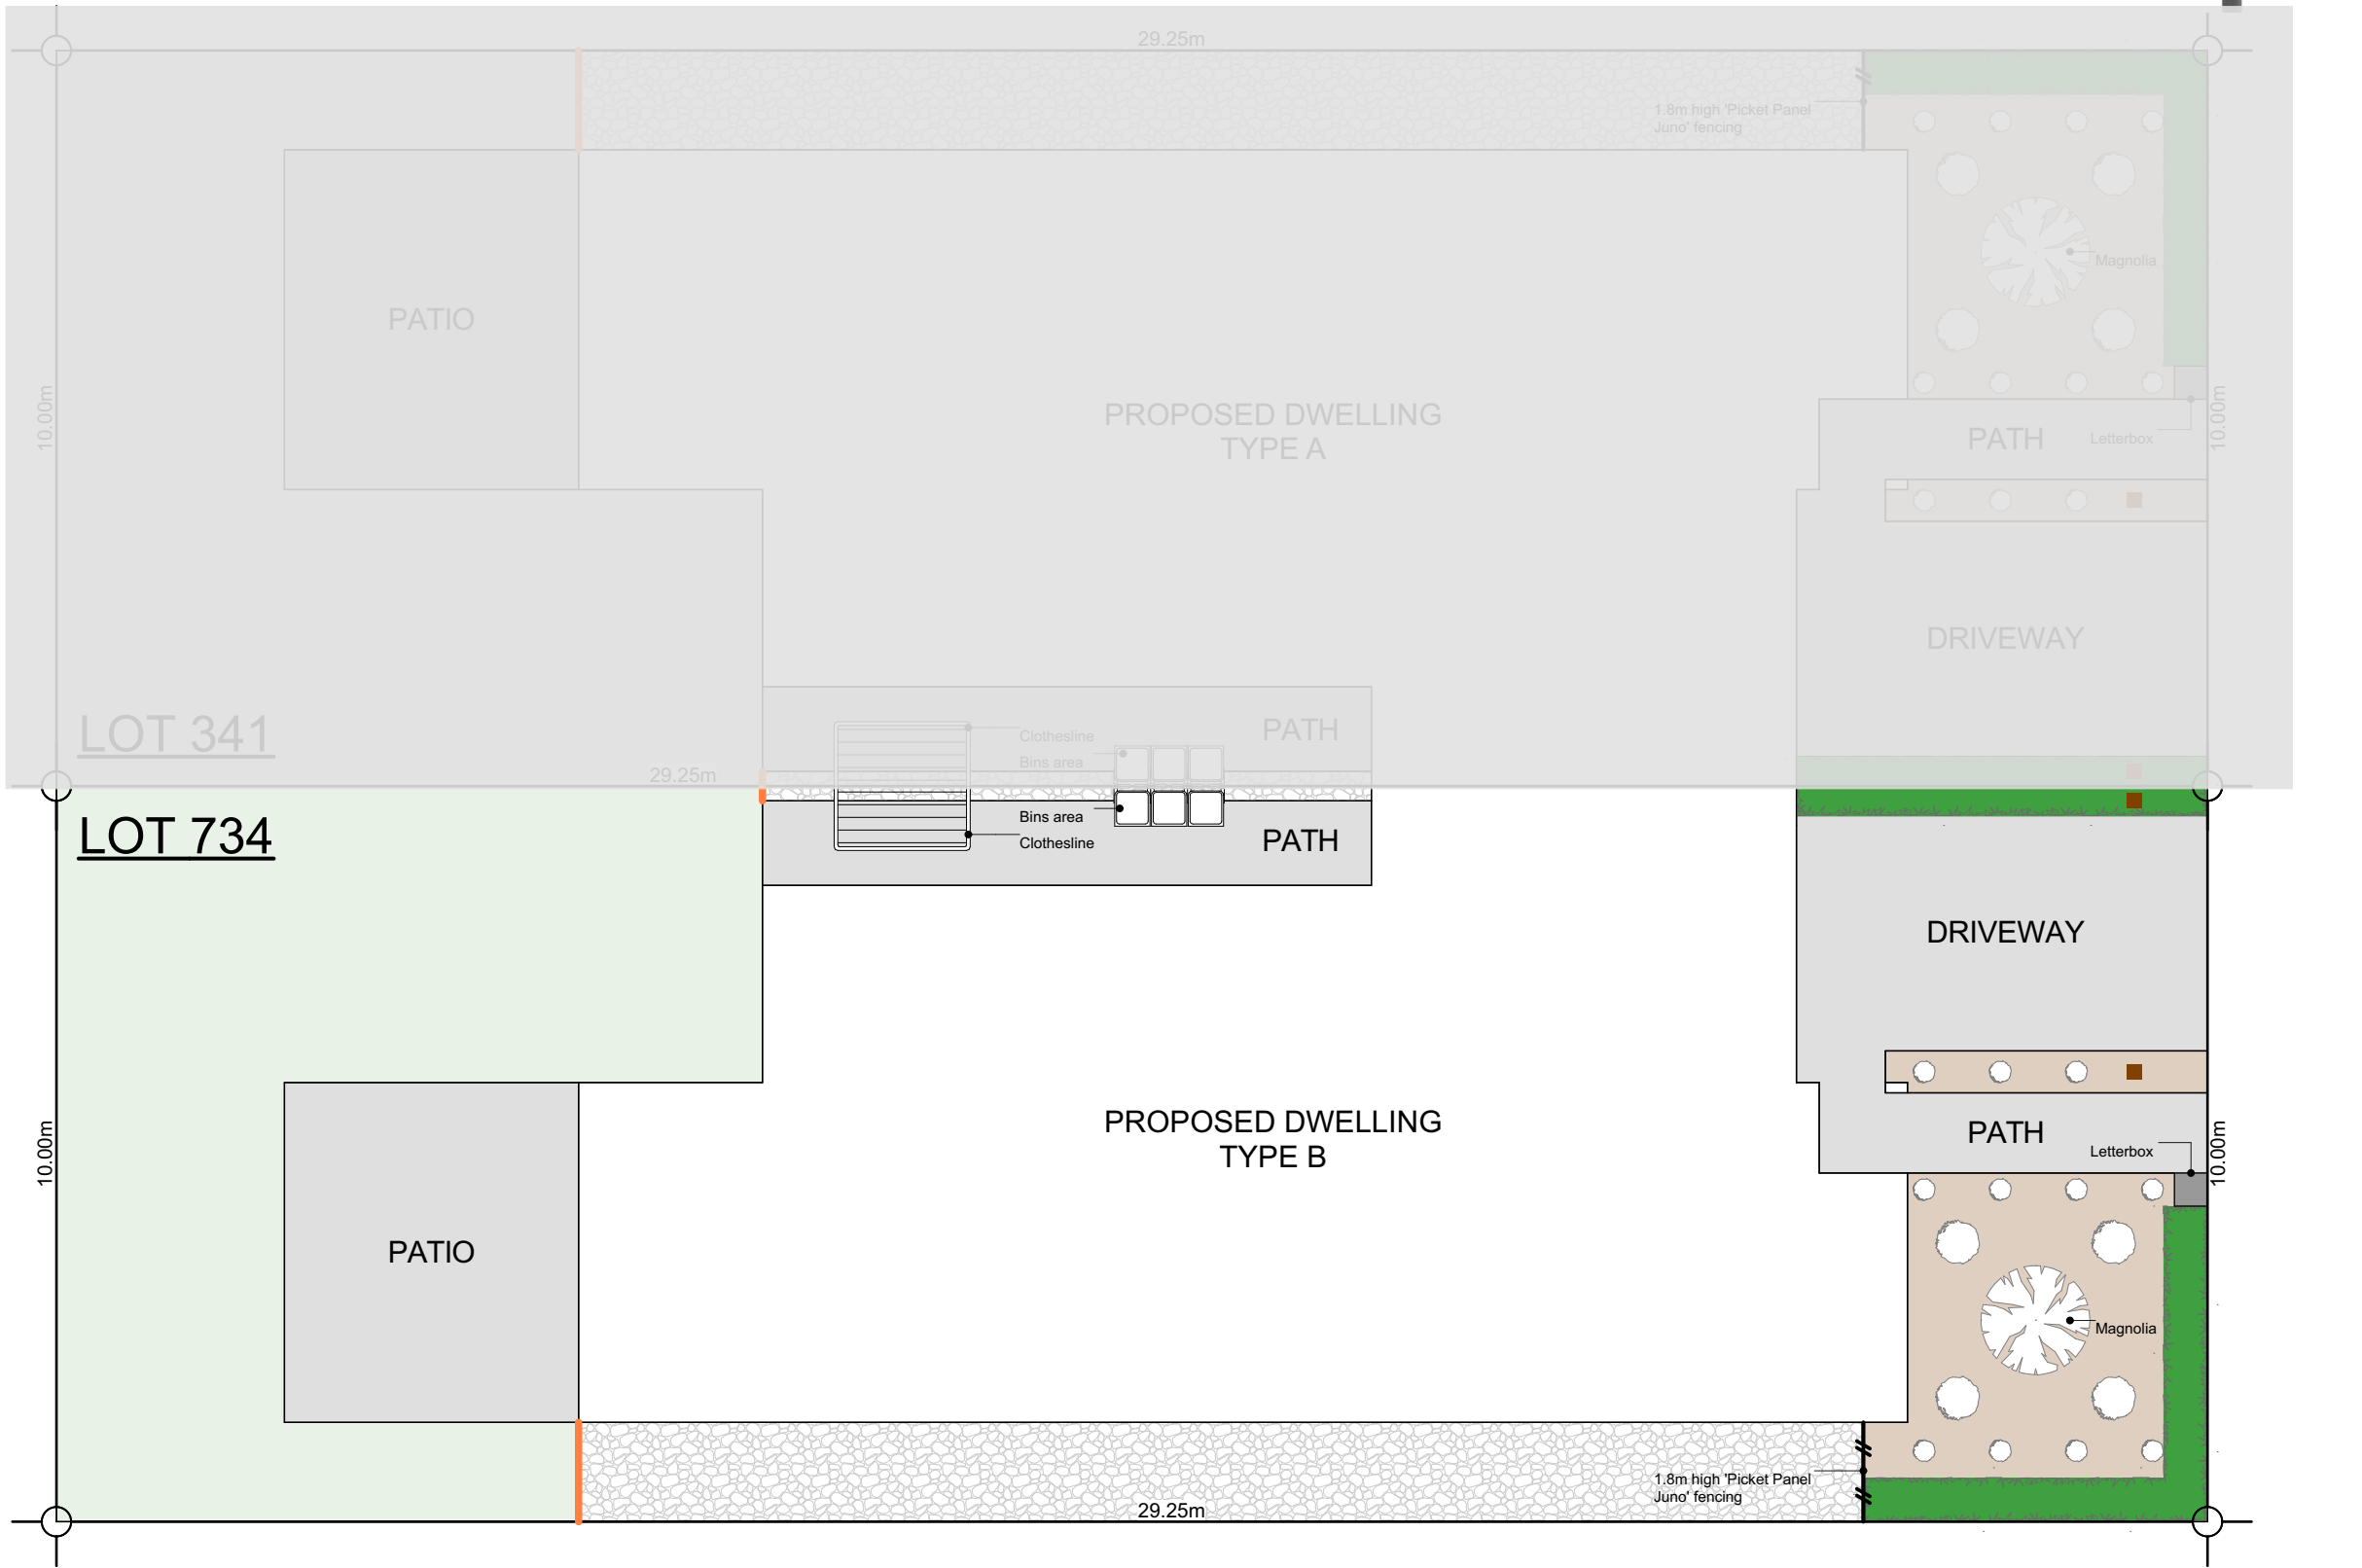 29.25m
1.8m high 'Picket Panel
Juno' fencing
Magnolia
PATIO
10.00m
PROPOSED DWELLING
TYPE A
10.00m
PATH
Letterbox
DRIVEWAY
LOT 341
Clothesline
PATH
Bins area
29.25m
LOT 734
Bins area
Clothesline
PATH
DRIVEWAY
PROPOSED DWELLING
TYPE B
PATH
Letterbox
10.00m
10.00m
PATIO
Magnolia
1.8m high 'Picket Panel
Juno' fencing
29.25m